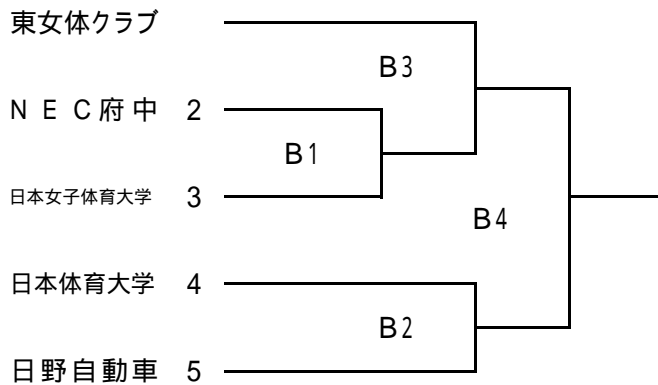 東女体クラブ
B3
NEC府中 2
B1
日本女子体育大学 3
B4
日本体育大学 4
B2
日野自動車 5